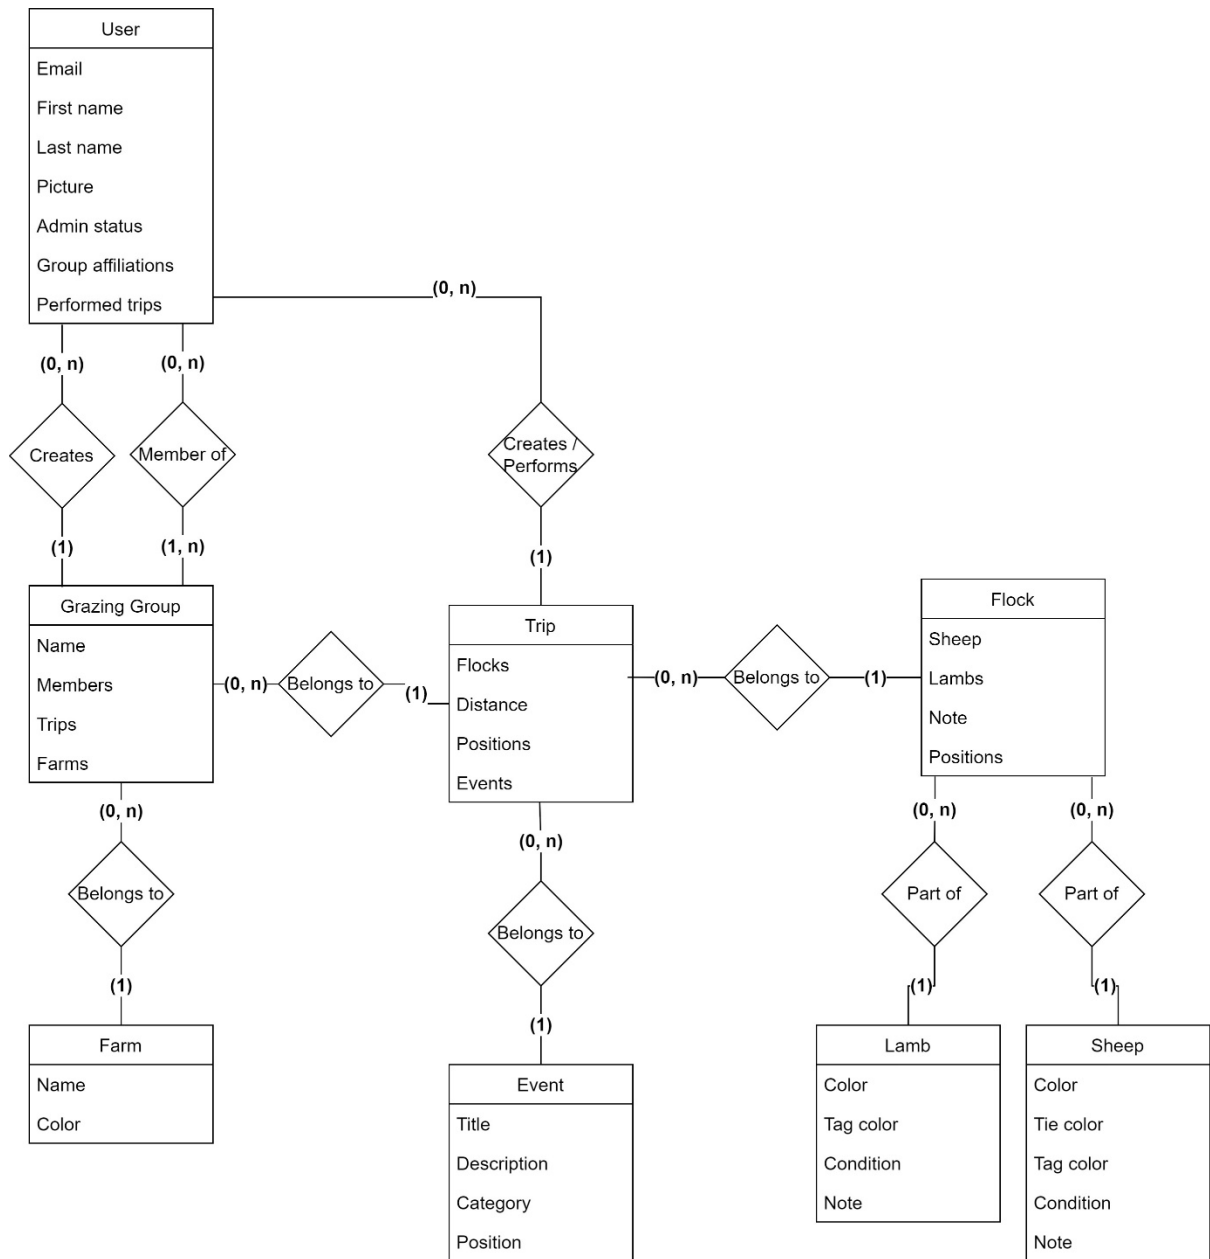 User
Email
First name
Last name
Picture
Admin status
Group affiliations
Performed trips
(0, n)
(0, n)
(0, n)
Creates
Member of
Creates /
Performs
(1)
(1, n)
(1)
Grazing Group
Name
Members
Trips
Farms
(0, n)
Belongs to
(1)
Trip
Flocks
Distance
Positions
Events
(0, n)
Belongs to
(1)
Flock
Sheep
Lambs
Note
Positions
(0, n)
Belongs to
(1)
Farm
Name
Color
(0, n)
Belongs to
(1)
Event
Title
Description
Category
Position
(0, n)
(0, n)
Part of
Part of
(1)
(1)
Lamb
Color
Tag color
Condition
Note
Sheep
Color
Tie color
Tag color
Condition
Note